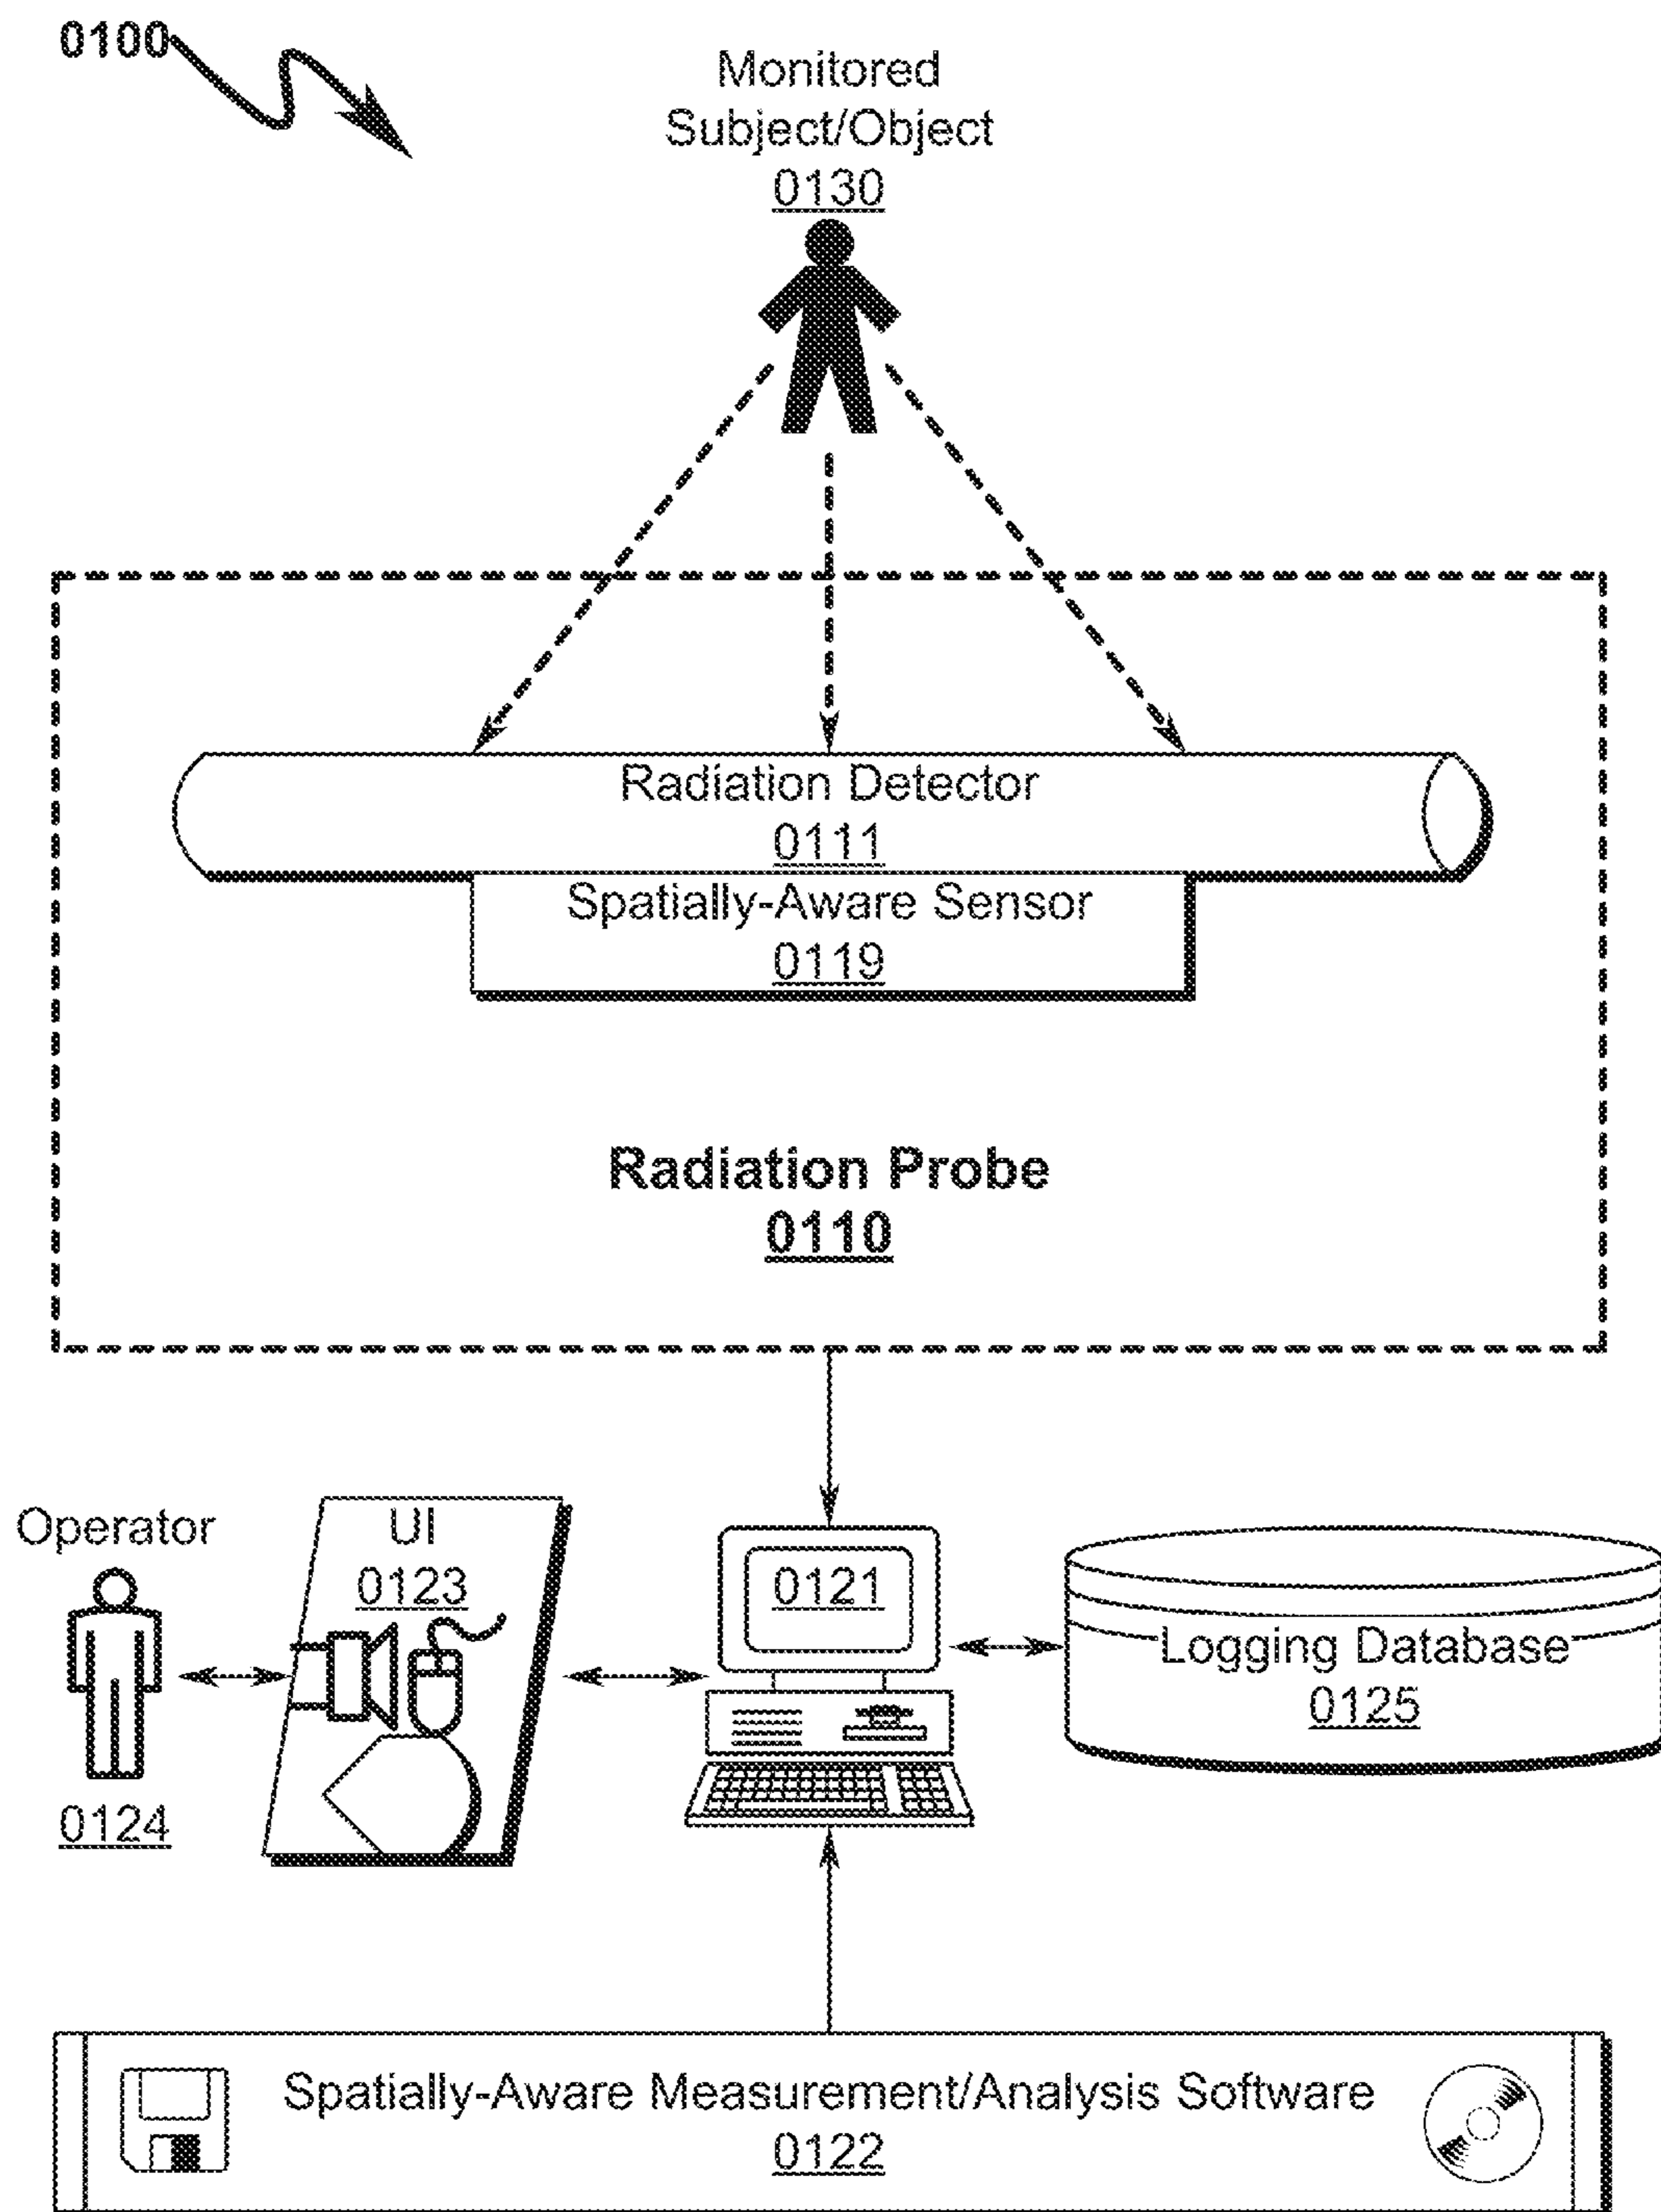 0100
Monitored
Subject/Object
0130
Radiation Detector
0111
Spatially-Aware Sensor
0119
Radiation Probe
0110
Operator
0124
UI
0123
0121
Logging Database
0125
Spatially-Aware Measurement/Analysis Software
0122